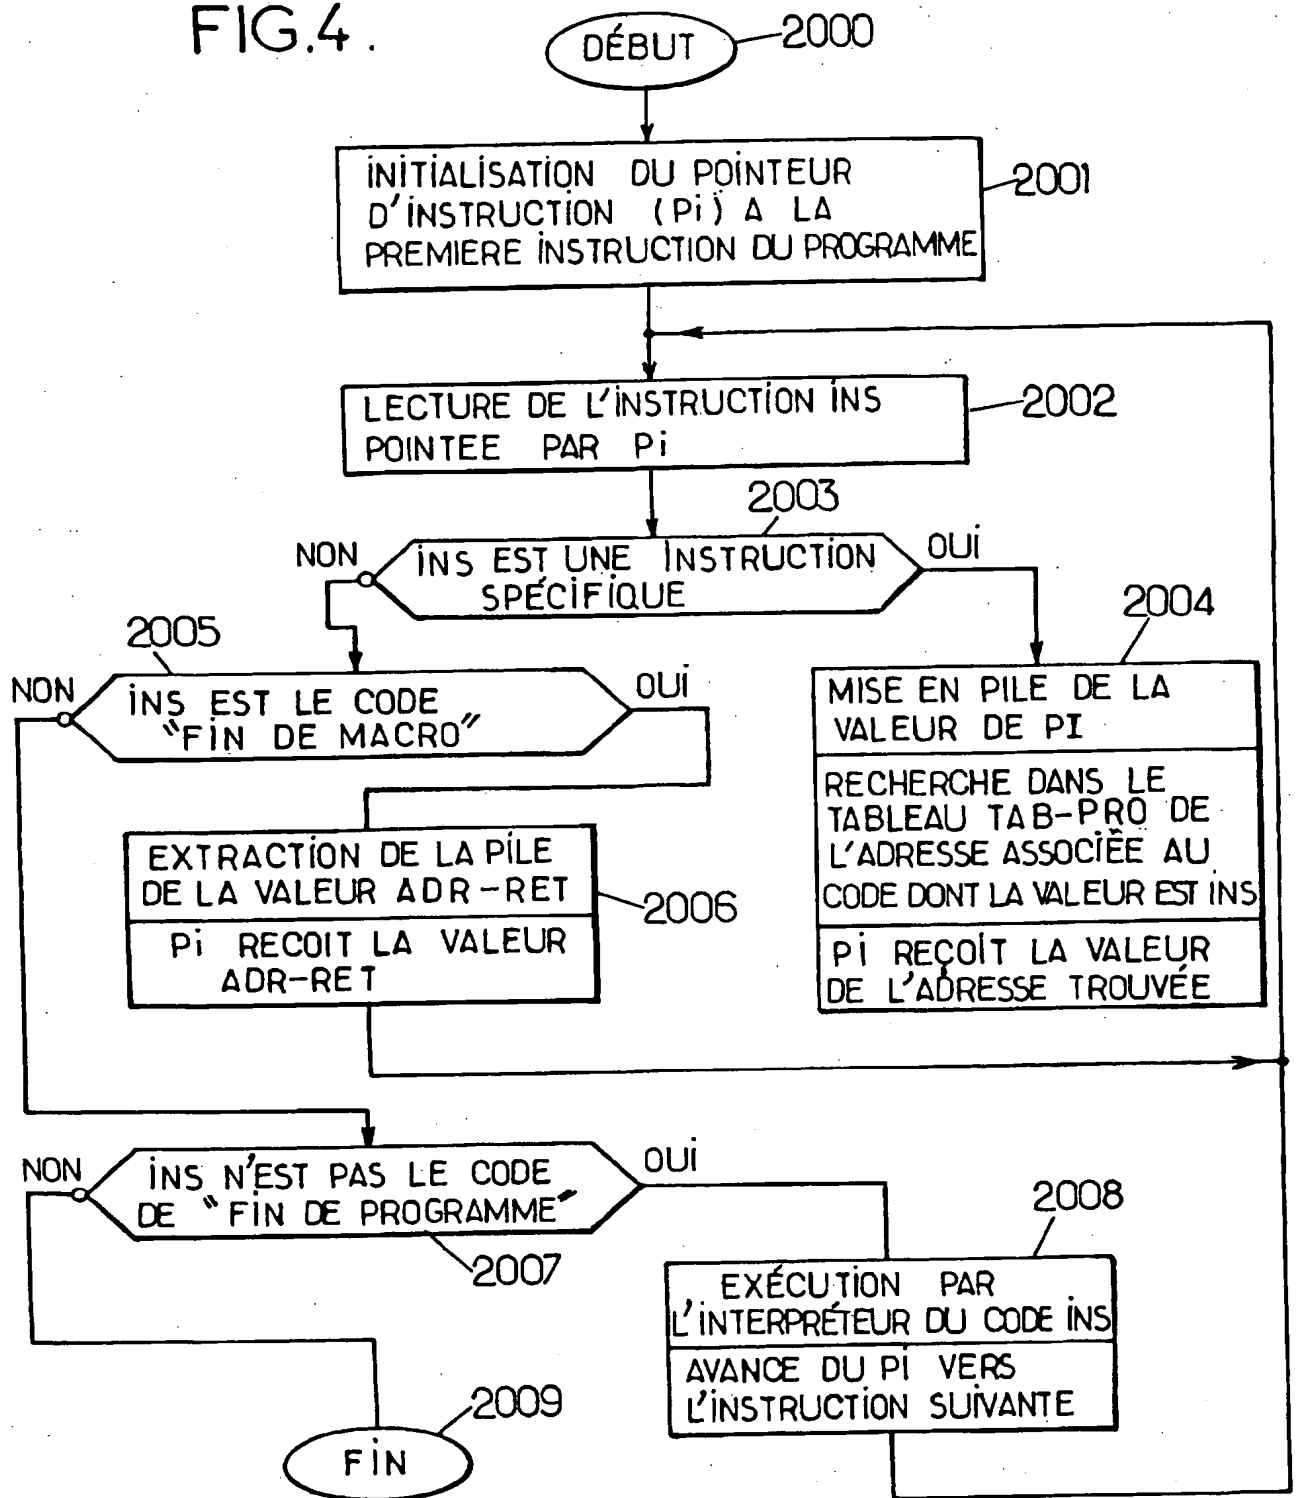 FIG.4.
DÉBUT
2000
INITIALISATION DU POINTEUR
D'INSTRUCTION (Pi) A LA
PREMIERE INSTRUCTION DU PROGRAMME
2001
LECTURE DE L'INSTRUCTION INS
POINTEE PAR Pi
2002
2003
NON
INS EST UNE INSTRUCTION
SPÉCIFIQUE
OUI
2005
2004
NON
INS EST LE CODE
"FIN DE MACRO"
OUI
MISE EN PILE DE LA
VALEUR DE PI
RECHERCHE DANS LE
TABLEAU TAB-PRO DE
L'ADRESSE ASSOCIÉE AU
CODE DONT LA VALEUR EST INS
PI REÇOIT LA VALEUR
DE L'ADRESSE TROUVÉE
EXTRACTION DE LA PILE
DE LA VALEUR ADR-RET
Pi RECOIT LA VALEUR
ADR-RET
2006
NON
INS N'EST PAS LE CODE
DE "FIN DE PROGRAMME"
OUI
2007
2008
EXÉCUTION PAR
L'INTERPRÉTEUR DU CODE INS
AVANCE DU PI VERS
L'INSTRUCTION SUIVANTE
2009
FIN